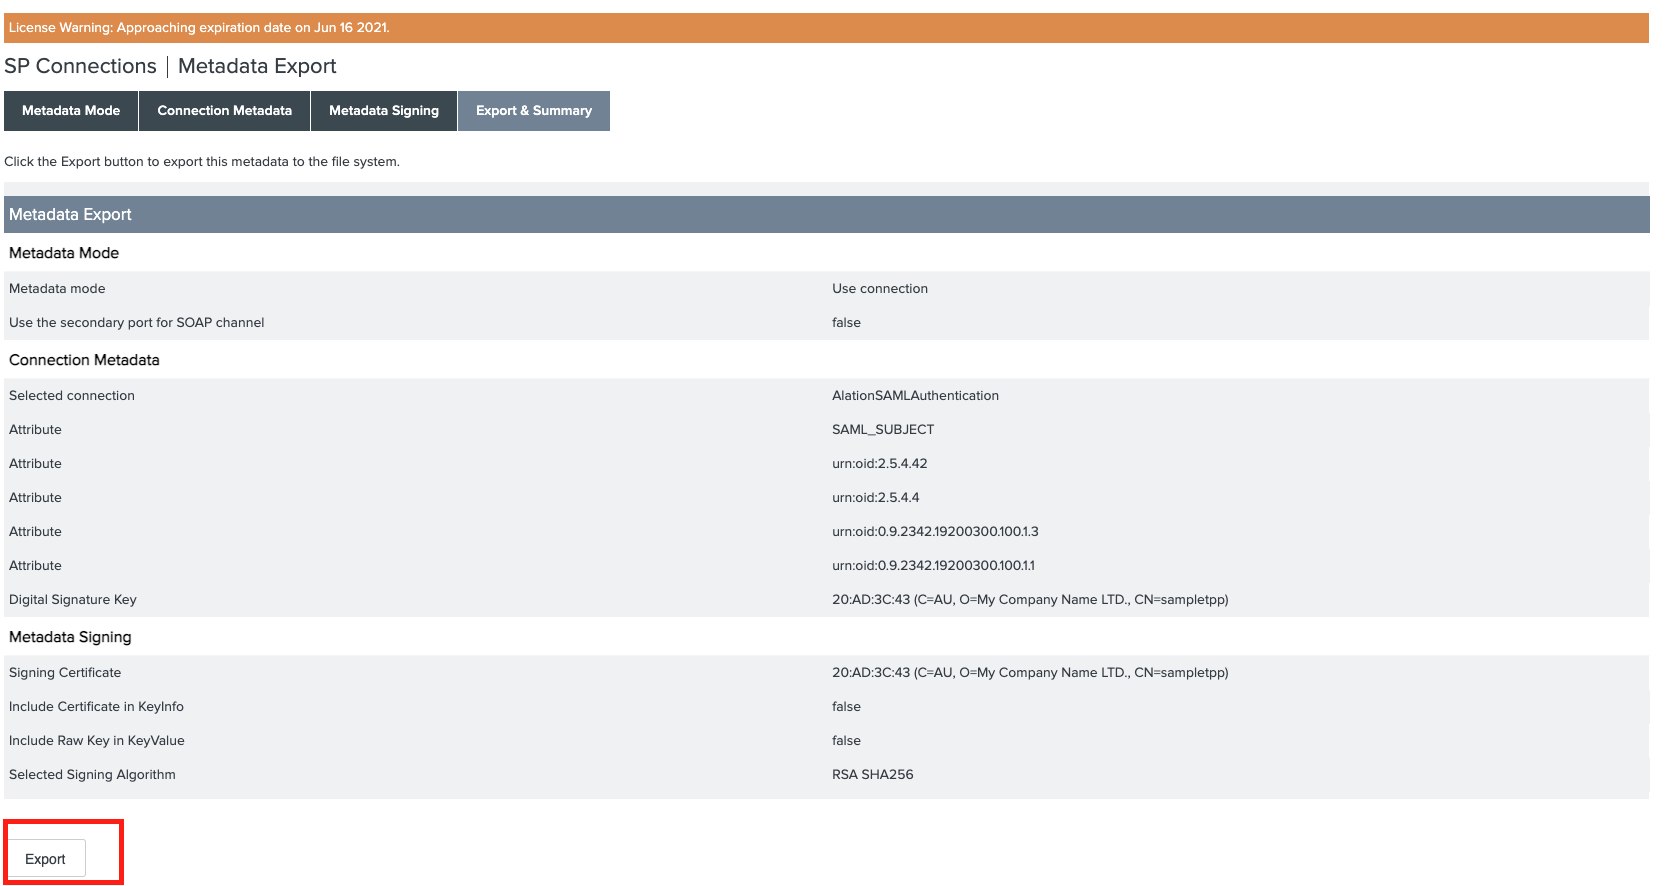 License Warning: Approaching expiration date on Jun 16 2021.
SP Connections | Metadata Export
Metadata Mode Connection Metadata Metadata Signing Export & Summary
Click the Export button to export this metadata to the file system.
Metadata Export
Metadata Mode
Metadata mode Use connection
Use the secondary port for SOAP channel false
Connection Metadata
Selected connection AlationSAMLAuthentication
Attribute SAML_SUBJECT
Attribute urn:oid:2.5.4.42
Attribute urn:oid:2.5.4.4
Attribute urn:oid:0.9.2342.19200300.100.1.3
Attribute urn:oid:0.9.2342.19200300.100.1.1
Digital Signature Key 20:AD:3C:43 (C=AU, O=My Company Name LTD., CN=sampletpp)
Metadata Signing
Signing Certificate 20:AD:3C:43 (C=AU, O=My Company Name LTD., CN=sampletpp)
Include Certificate in KeyInfo false
Include Raw Key in KeyValue false
Selected Signing Algorithm RSA SHA256
Export